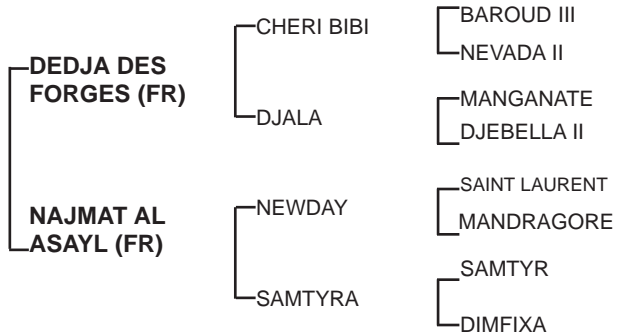 BAROUD III
CHERI BIBI
NEVADA II
DEDJA DES
FORGES (FR)
MANGANATE
DJALA
DJEBELLA II
SAINT LAURENT
NEWDAY
MANDRAGORE
NAJMAT AL
ASAYL (FR)
SAMTYR
SAMTYRA
DIMFIXA